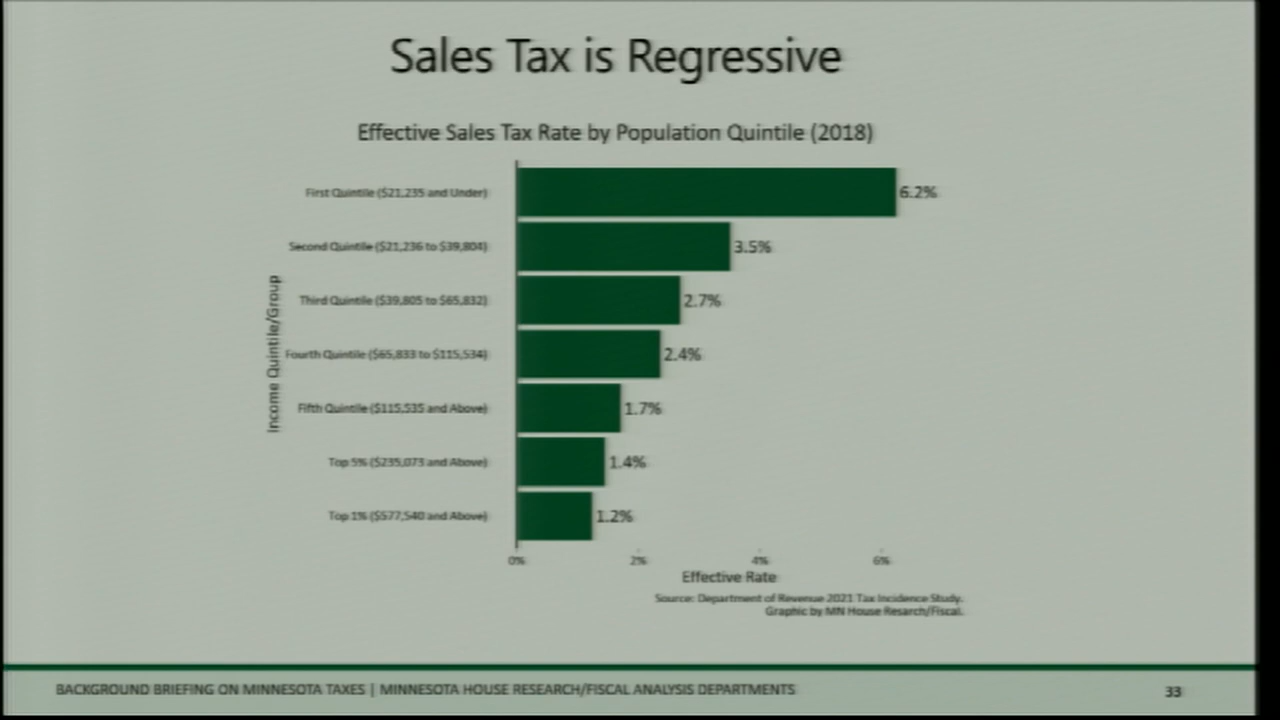 Sales Tax is Regressive
Effective Sales Tax Rate by Population Quintile (2018)
Income Quintile/Group
First Quintile ($21,235 and Under)
6.2%
Second Quintile ($21,236 to $39,804)
3.5%
Third Quintile ($39,805 to $65,832)
2.7%
Fourth Quintile ($65,833 to $115,534)
2.4%
Fifth Quintile ($115,535 and Above)
1.7%
Top 5% ($235,073 and Above)
1.4%
Top 1% ($577,540 and Above)
1.2%
0% 2% 4% 6%
Effective Rate
Source: Department of Revenue 2021 Tax Incidence Study.
Graphic by MN House Resarch/Fiscal.
BACKGROUND BRIEFING ON MINNESOTA TAXES | MINNESOTA HOUSE RESEARCH/FISCAL ANALYSIS DEPARTMENTS
33